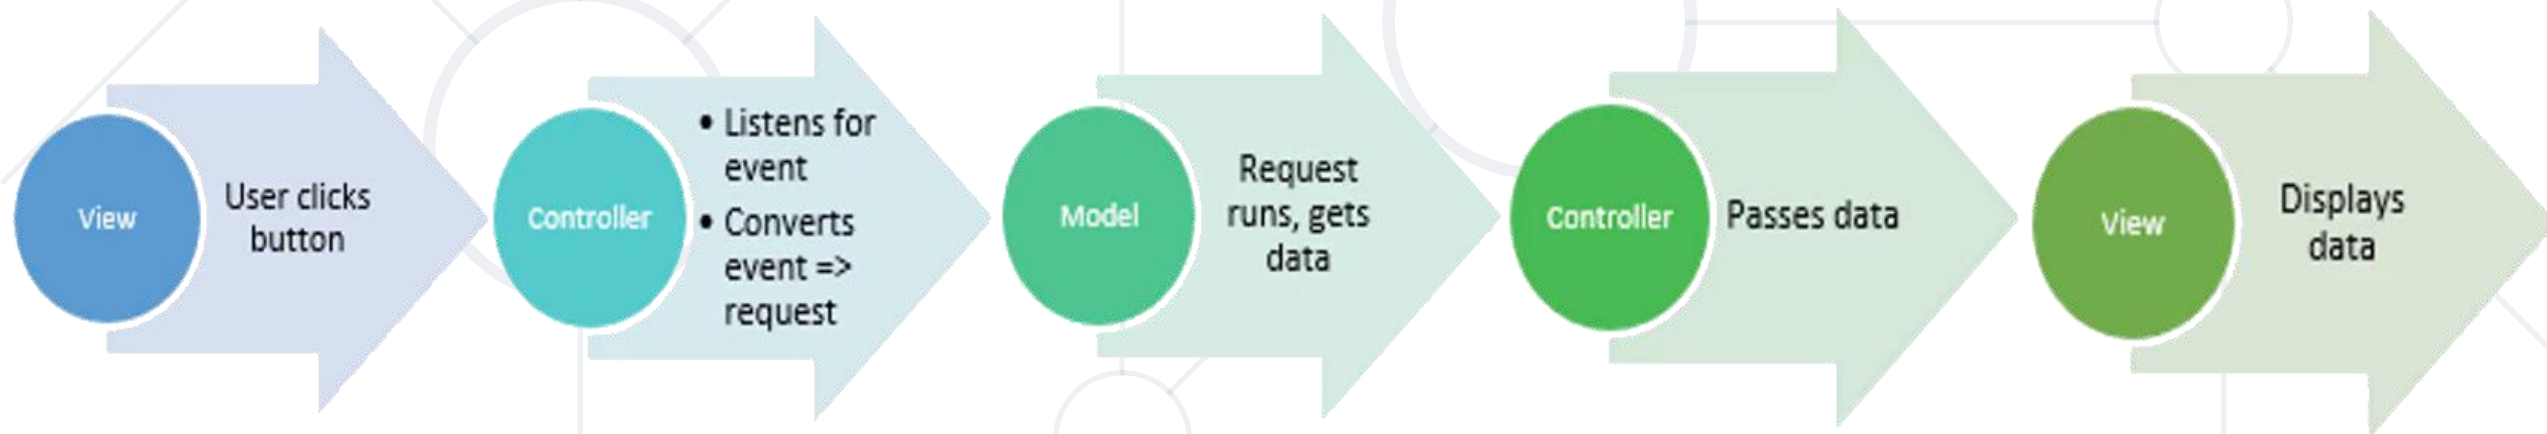 View
User clicks
button
Controller
• Listens for
event
• Converts
event =>
request
Model
Request
runs, gets
data
Controller
Passes data
View
Displays
data